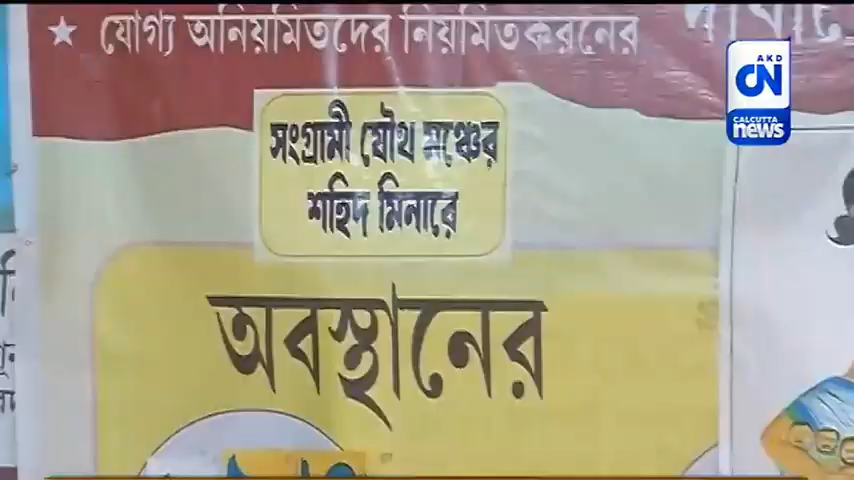 ★ যোগ্য অনিয়মিতদের নিয়মিতকরনের
AKD
CN
CALCUTTA
news
সংগ্রামী যৌথ মঞ্চের
শহিদ মিনারে
অবস্থানের